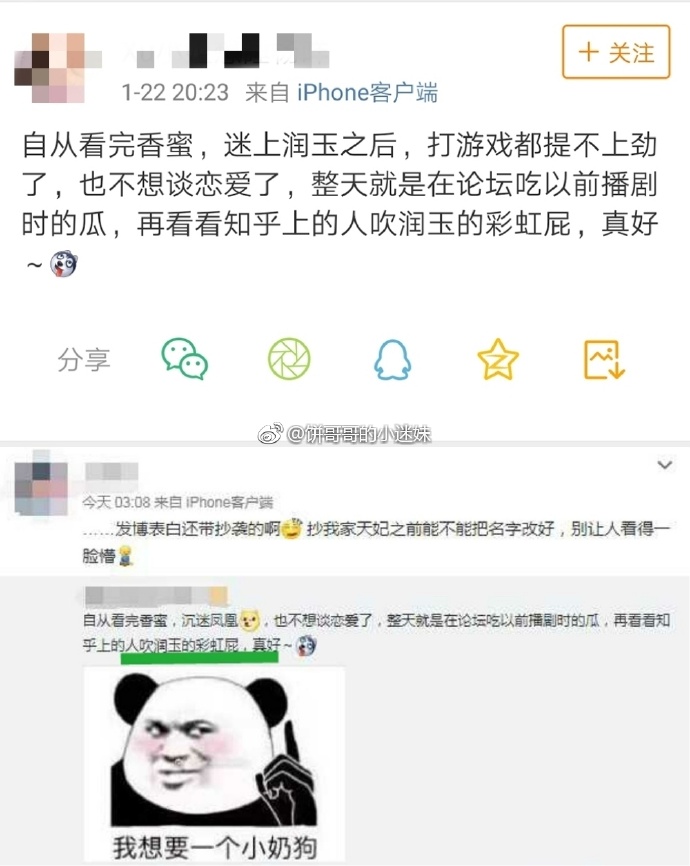 + 关注
1-22 20:23 来自 iPhone客户端
自从看完香蜜，迷上润玉之后，打游戏都提不上劲
了，也不想谈恋爱了，整天就是在论坛吃以前播剧
时的瓜，再看看知乎上的人吹润玉的彩虹屁，真好
~
分享
@饼哥哥的小迷妹
今天 03:08 来自 iPhone客户端
……发博表白还带抄袭的啊 抄我家天妃之前能不能把名字改好，别让人看得一
脸懵
自从看完香蜜，沉迷凤凰，也不想谈恋爱了，整天就是在论坛吃以前播剧时的瓜，再看看知
乎上的人吹润玉的彩虹屁，真好~
我想要一个小奶狗